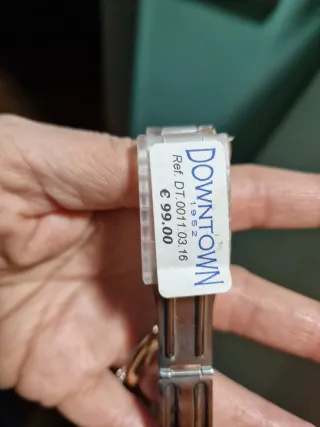 DOWNTOWN
1952
Ref. DT.0011.03.16
€ 99.00